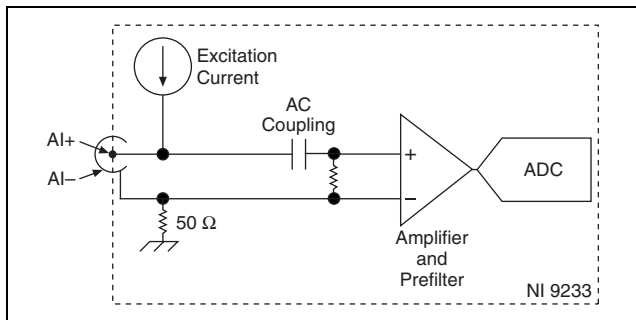 Excitation
Current
AC
Coupling
AI+
AI–
+
–
50 Ω
ADC
Amplifier
and
Prefilter
NI 9233